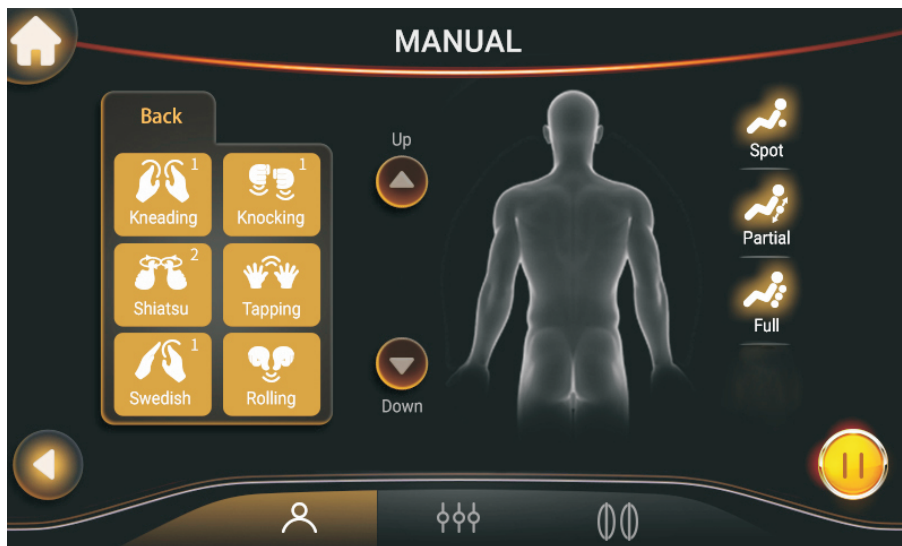 MANUAL
Back
Kneading 1
Knocking 1
Shiatsu 2
Tapping
Swedish 1
Rolling
Up
Down
Spot
Partial
Full